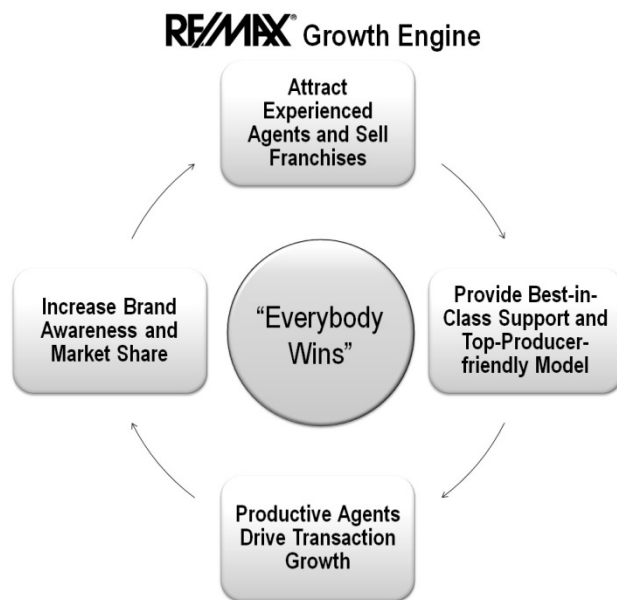 RE/MAX® Growth Engine
Attract
Experienced
Agents and Sell
Franchises
Increase Brand
Awareness and
Market Share
“Everybody
Wins”
Provide Best-in-
Class Support and
Top-Producer-
friendly Model
Productive Agents
Drive Transaction
Growth